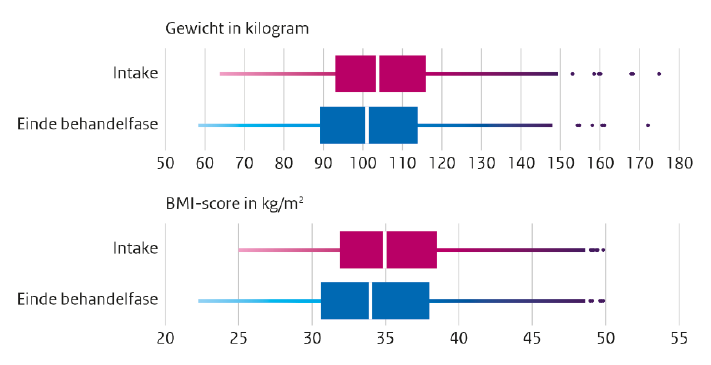 Gewicht in kilogram
Intake
Einde behandelfase
50 60 70 80 90 100 110 120 130 140 150 160 170 180
BMI-score in kg/m²
Intake
Einde behandelfase
20 25 30 35 40 45 50 55